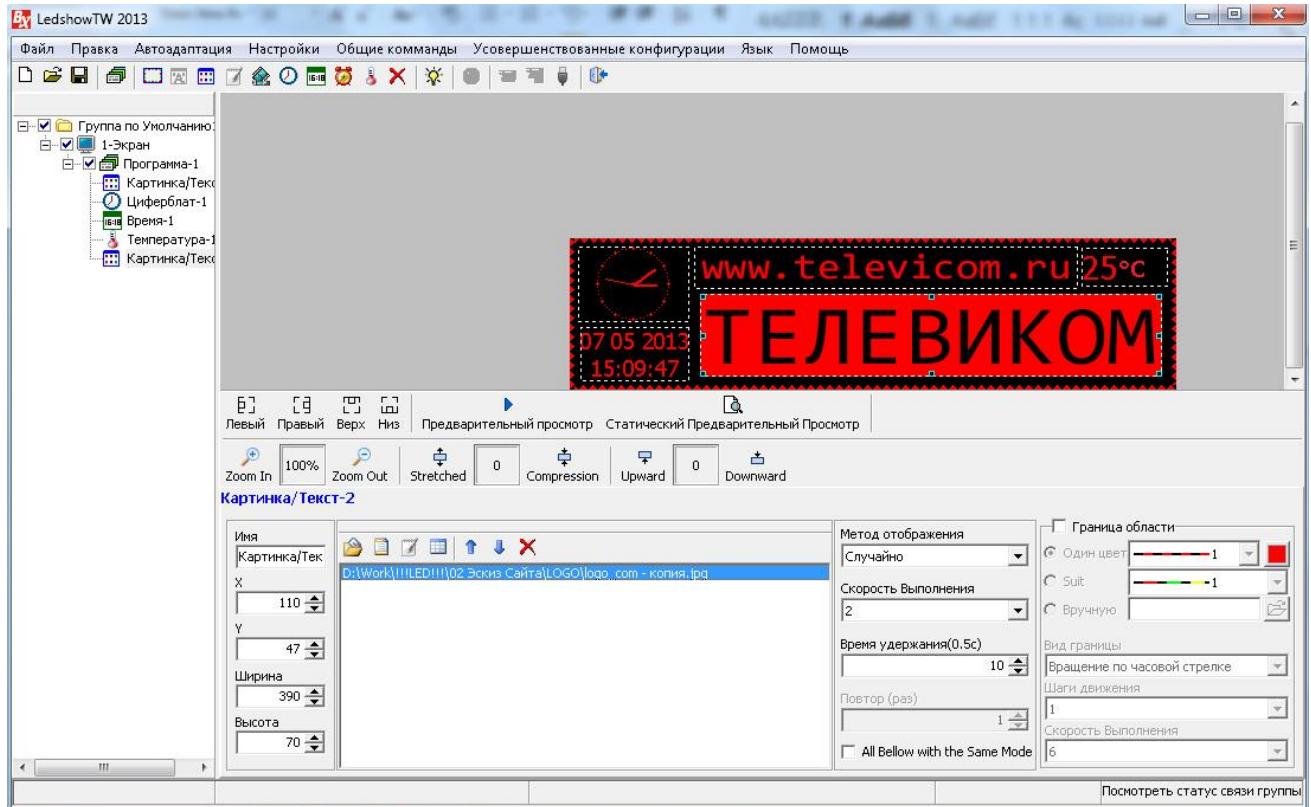 LedshowTW 2013
Файл Правка Автоадаптация Настройки Общие комманды Усовершенствованные конфигурации Язык Помощь
Группа по Умолчанию
1-Экран
Программа-1
Картинка/Текс
Циферблат-1
Время-1
Температура-1
Картинка/Текс
www.televicom.ru 25°C
ТЕЛЕВИКОМ
07 05 2013
15:09:47
Левый Правый Верх Низ Предварительный просмотр Статический Предварительный Просмотр
Zoom In 100% Zoom Out Stretched 0 Compression Upward 0 Downward
Картинка/Текст-2
Имя
Картинка/Тек
X
110
Y
47
Ширина
390
Высота
70
D:\Work\!!!LED!!!\02 Эскиз Сайта\LOGO\logo_com - копия.jpg
Метод отображения
Случайно
Скорость Выполнения
2
Время удержания(0.5с)
10
Повтор (раз)
1
All Bellow with the Same Mode
Граница области
Один цвет 1
Suit 1
Вручную
Вид границы
Вращение по часовой стрелке
Шаги движения
1
Скорость Выполнения
6
Посмотреть статус связи группы